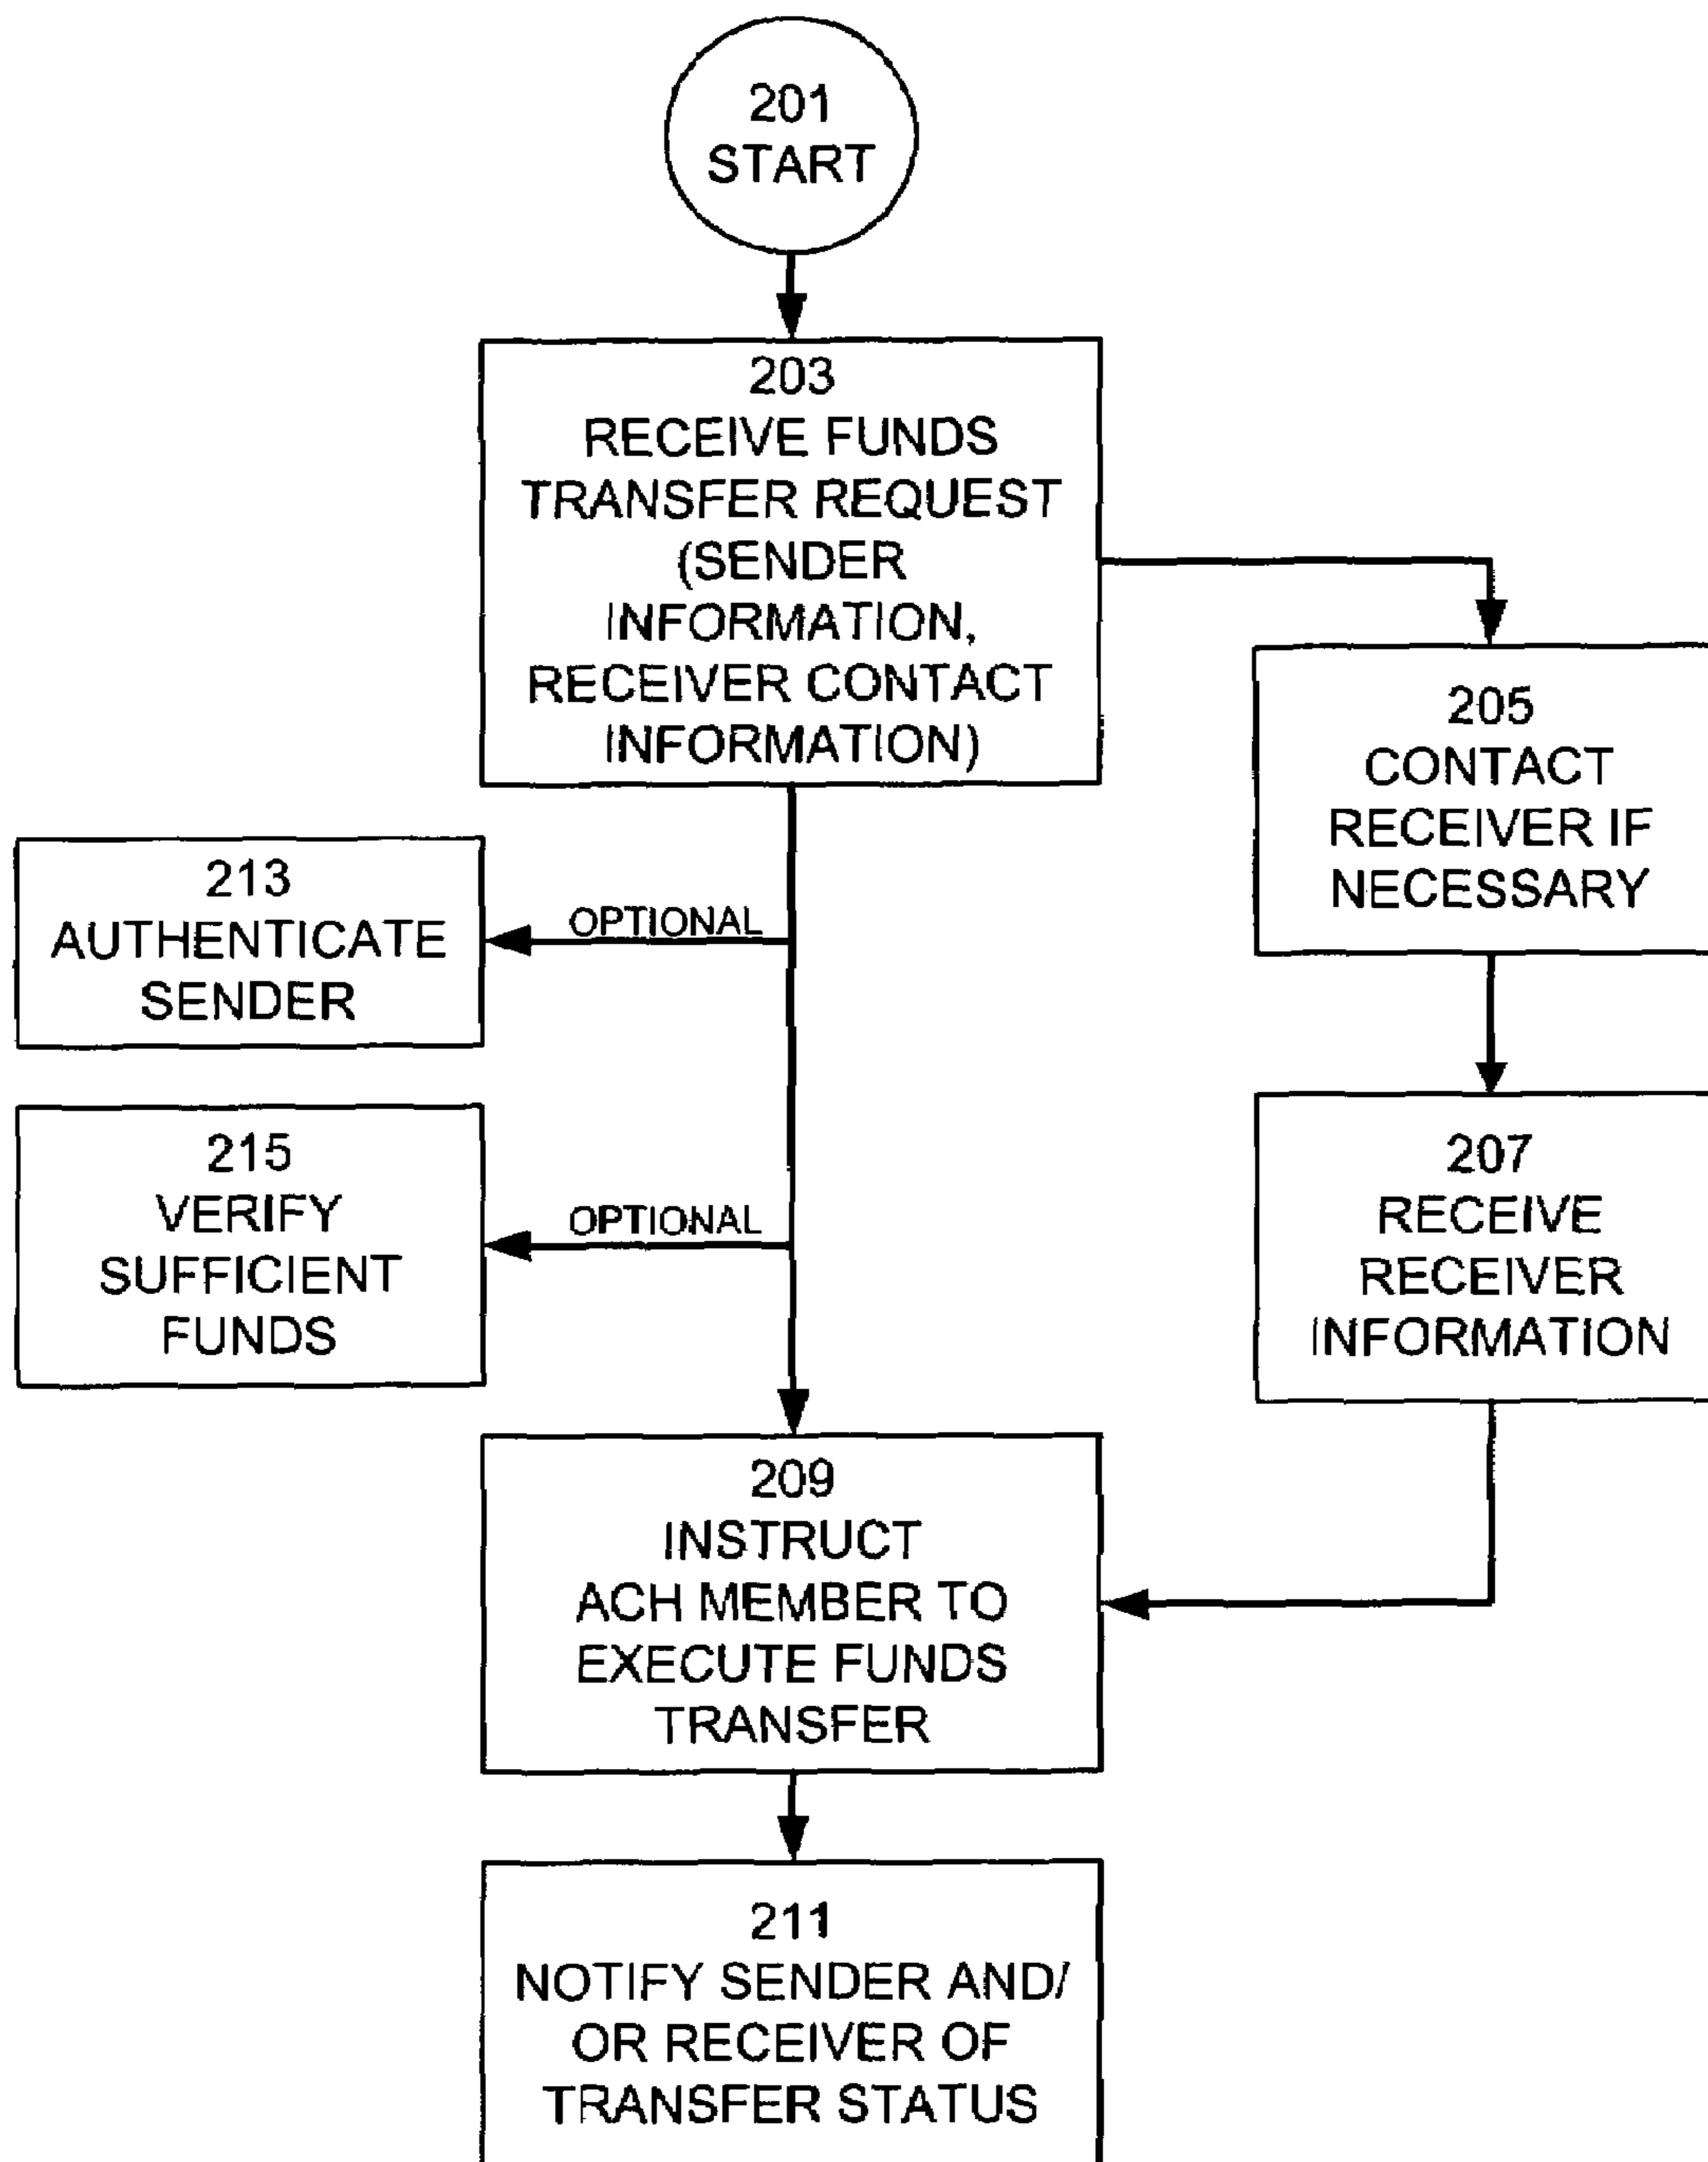 201
START
203
RECEIVE FUNDS
TRANSFER REQUEST
(SENDER
INFORMATION,
RECEIVER CONTACT
INFORMATION)
205
CONTACT
RECEIVER IF
NECESSARY
213
AUTHENTICATE
SENDER
OPTIONAL
215
VERIFY
SUFFICIENT
FUNDS
OPTIONAL
207
RECEIVE
RECEIVER
INFORMATION
209
INSTRUCT
ACH MEMBER TO
EXECUTE FUNDS
TRANSFER
211
NOTIFY SENDER AND/
OR RECEIVER OF
TRANSFER STATUS